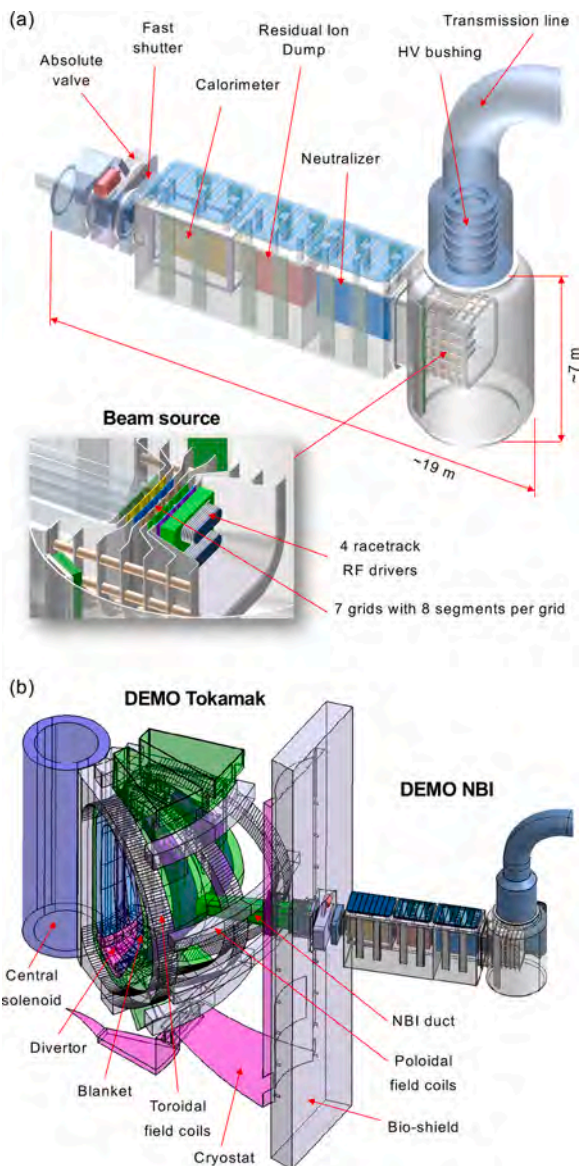 (a)
Fast
shutter
Absolute
valve
Residual Ion
Dump
Calorimeter
Transmission line
HV bushing
Neutralizer
~7 m
~19 m
Beam source
4 racetrack
RF drivers
7 grids with 8 segments per grid
(b)
DEMO Tokamak
DEMO NBI
Central
solenoid
Divertor
Blanket
Toroidal
field coils
Cryostat
NBI duct
Poloidal
field coils
Bio-shield